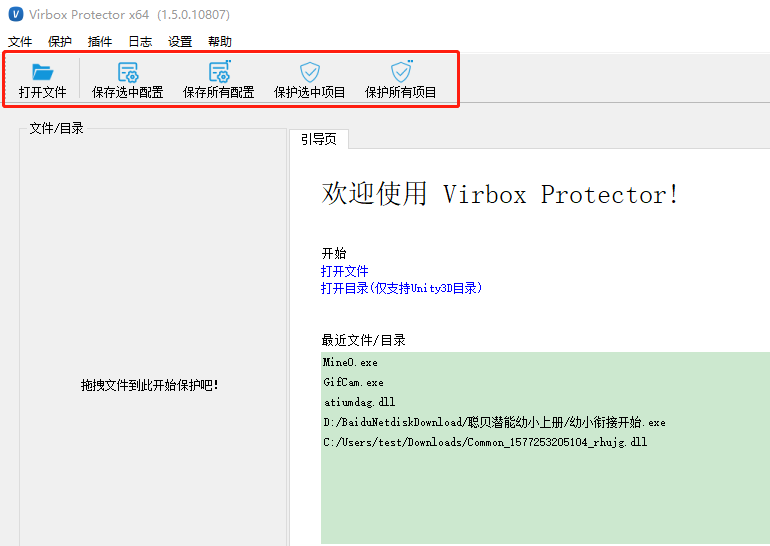 Virbox Protector x64 (1.5.0.10807)
文件 保护 插件 日志 设置 帮助
打开文件 保存选中配置 保存所有配置 保护选中项目 保护所有项目
文件/目录
引导页
欢迎使用 Virbox Protector!
开始
打开文件
打开目录(仅支持Unity3D目录)
最近文件/目录
MineO.exe
GifCam.exe
atiumdag.dll
拖拽文件到此开始保护吧!
D:/BaiduNetdiskDownload/聪贝潜能幼小上册/幼小衔接开始.exe
C:/Users/test/Downloads/Common_1577253205104_rhujg.dll